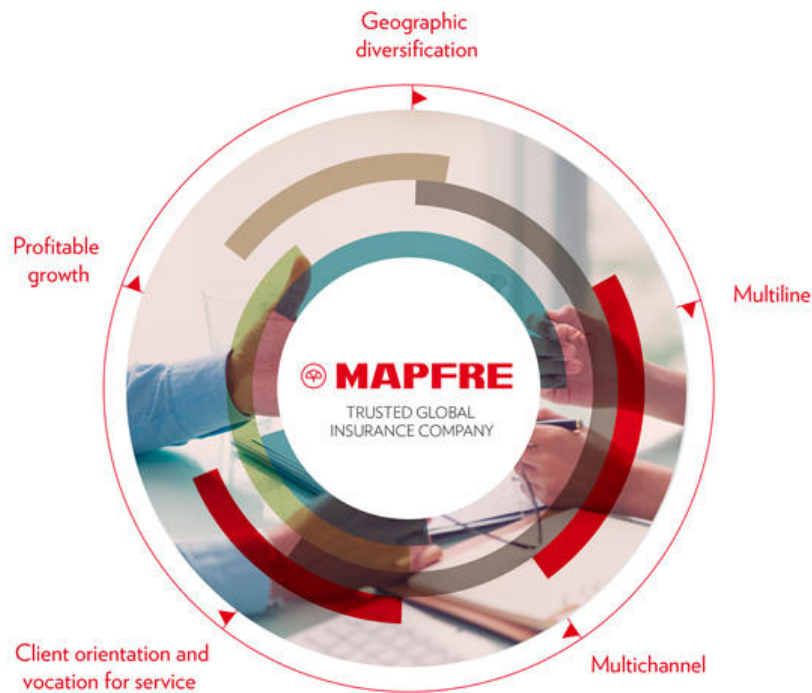 Geographic
diversification
Profitable
growth
Multiline
MAPFRE
TRUSTED GLOBAL
INSURANCE COMPANY
Client orientation and
vocation for service
Multichannel